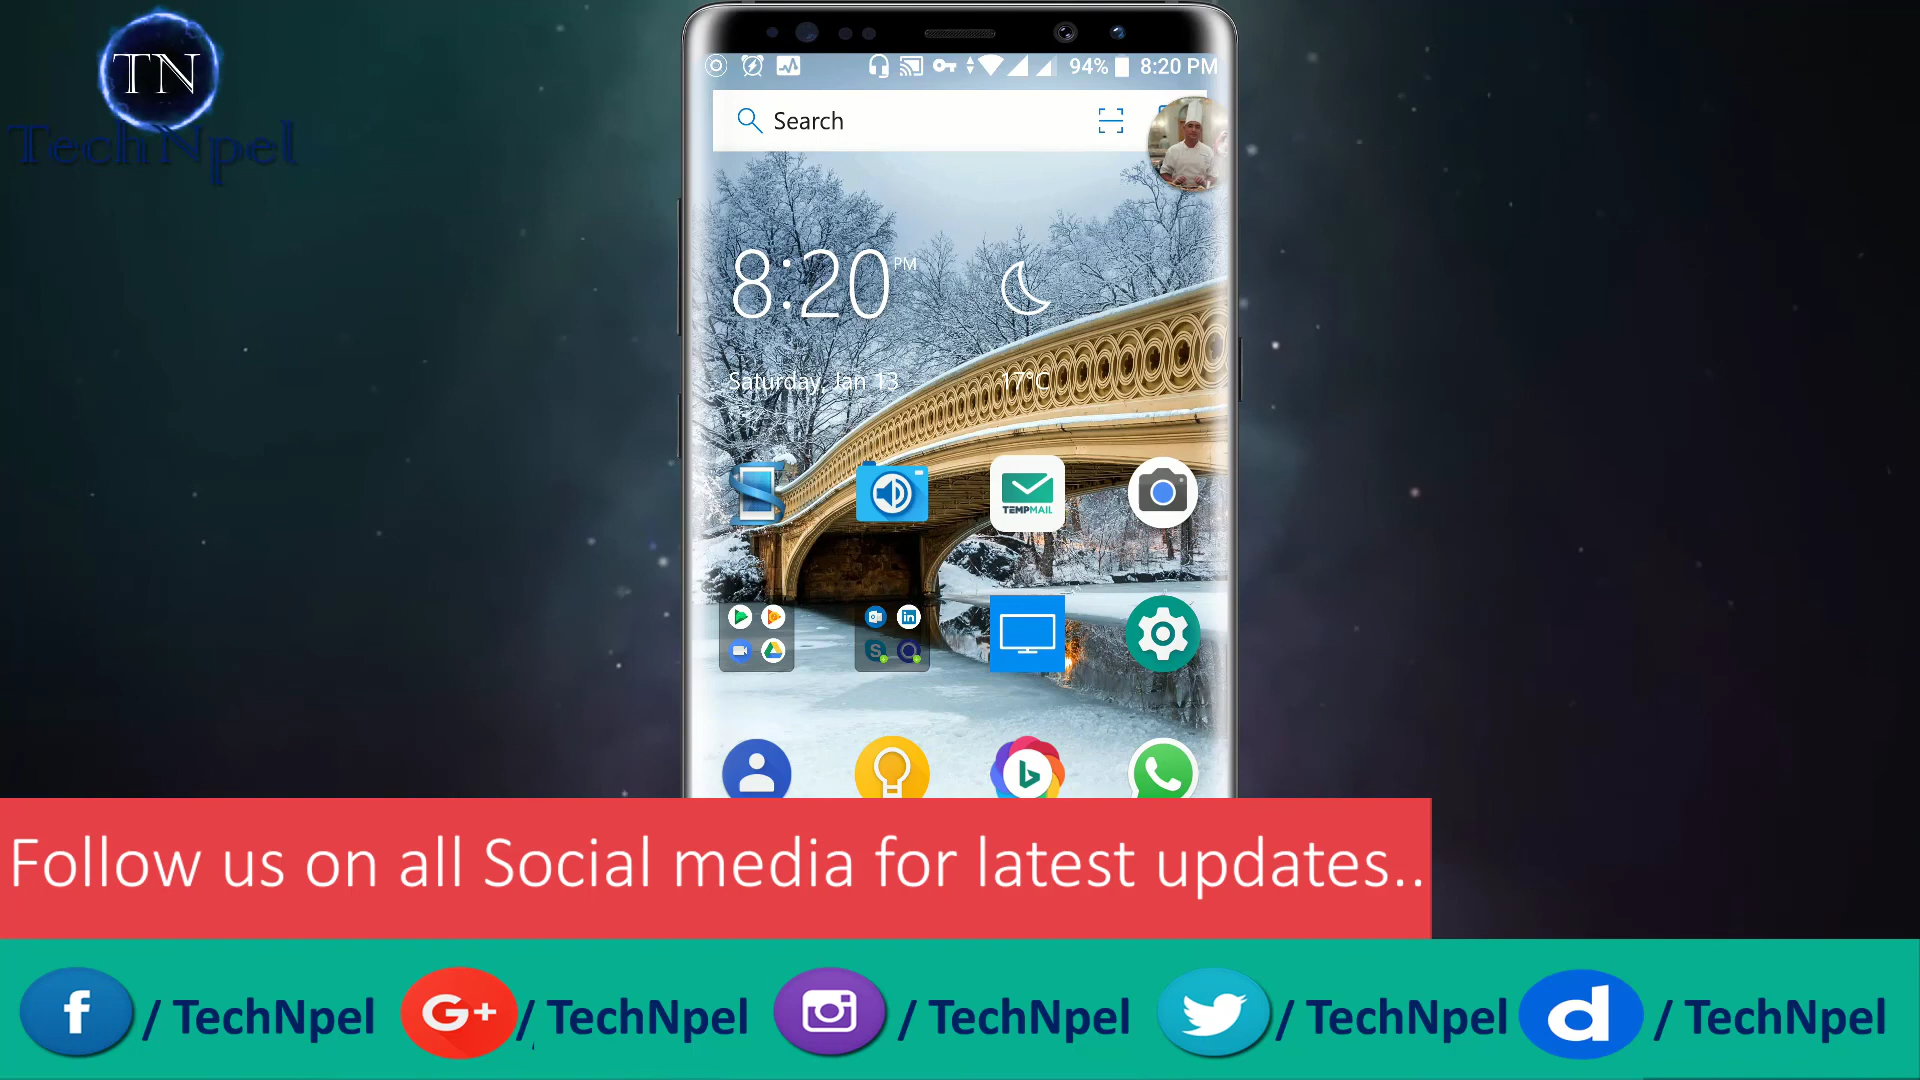 TN
TechNpel
94% 8:20 PM
Search
8:20 PM
Saturday, Jan 13
17°C
TEMPMAIL
Follow us on all Social media for latest updates..
f / TechNpel G+ / TechNpel / TechNpel / TechNpel d / TechNpel